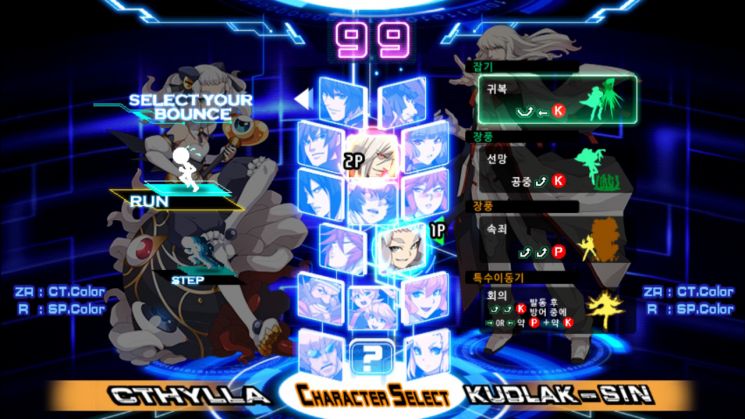 99
SELECT YOUR
BOUNCE
RUN
STEP
ZR : CT.Color
R : SP.Color
2P
1P
?
잡기
귀복
K
장풍
선망
공중 K
장풍
속죄
P
특수이동기
회의
K 발동 후
방어 중에
OR 약 P + 약 K
ZR : CT.Color
R : SP.Color
CTHYLLA
CHARACTER SELECT
KUDLAK-SIN